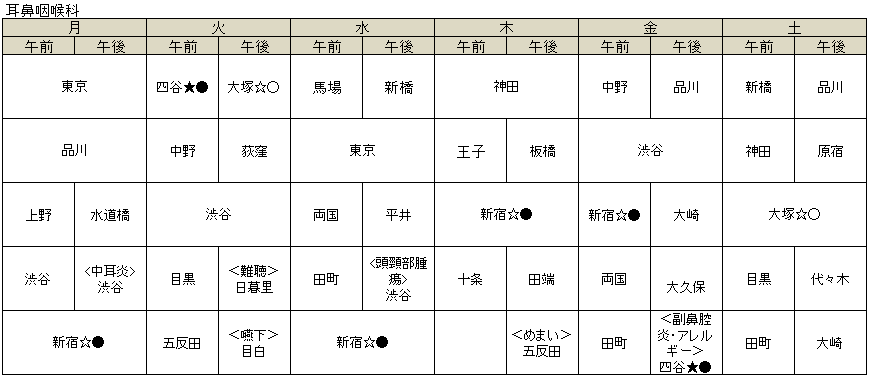 耳鼻咽喉科
月 火 水 木 金 土
午前 午後 午前 午後 午前 午後 午前 午後 午前 午後 午前 午後
東京 四谷★● 大塚☆○ 馬場 新橋 神田 中野 品川 新橋 品川
品川 中野 荻窪 東京 王子 板橋 渋谷 神田 原宿
上野 水道橋 渋谷 両国 平井 新宿☆● 新宿☆● 大崎 大塚☆○
渋谷 <中耳炎>
渋谷 目黒 <難聴>
日暮里 田町 <頭頸部腫
瘍>
渋谷 十条 田端 両国 大久保 目黒 代々木
新宿☆● 五反田 <嚥下>
目白 新宿☆● <めまい>
五反田 田町 <副鼻腔
炎・アレル
ギー>
四谷★● 田町 大崎